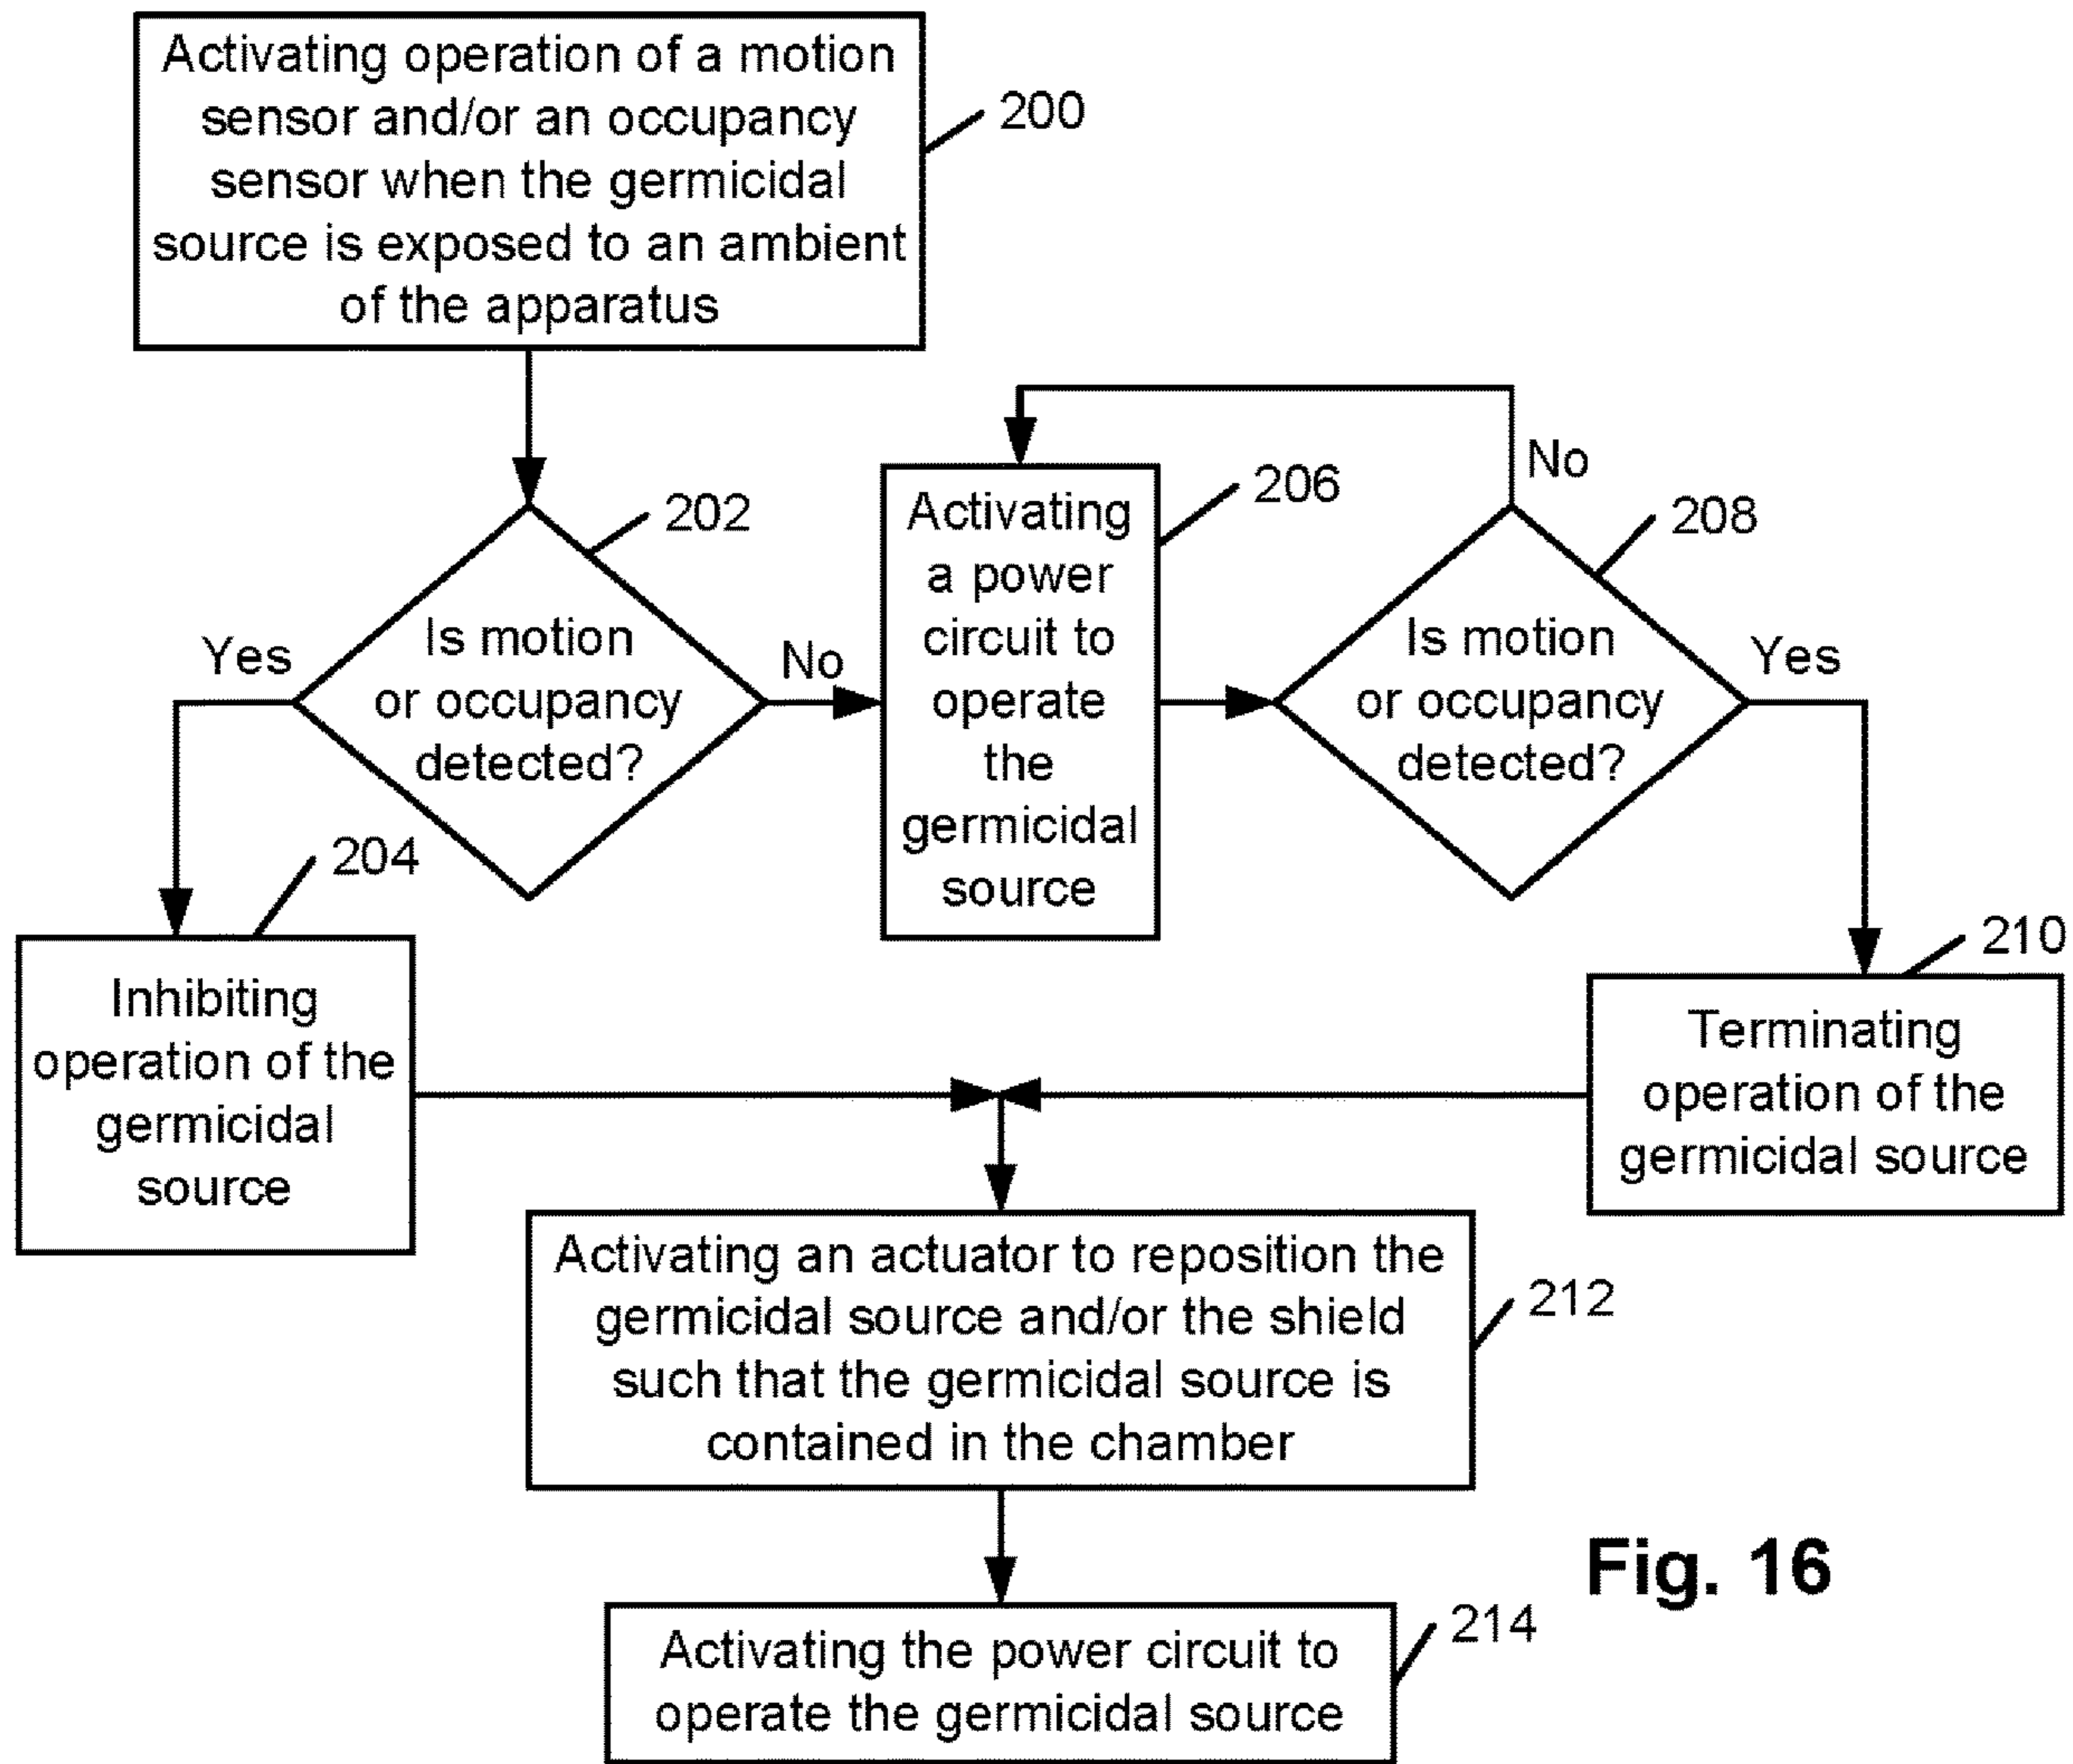 Activating operation of a motion
sensor and/or an occupancy
sensor when the germicidal
source is exposed to an ambient
of the apparatus
200
202
Is motion
or occupancy
detected?
Yes
No
204
Inhibiting
operation of the
germicidal
source
206
Activating
a power
circuit to
operate
the
germicidal
source
No
208
Is motion
or occupancy
detected?
Yes
210
Terminating
operation of the
germicidal source
Activating an actuator to reposition the
germicidal source and/or the shield
such that the germicidal source is
contained in the chamber
212
Activating the power circuit to
operate the germicidal source
214
Fig. 16